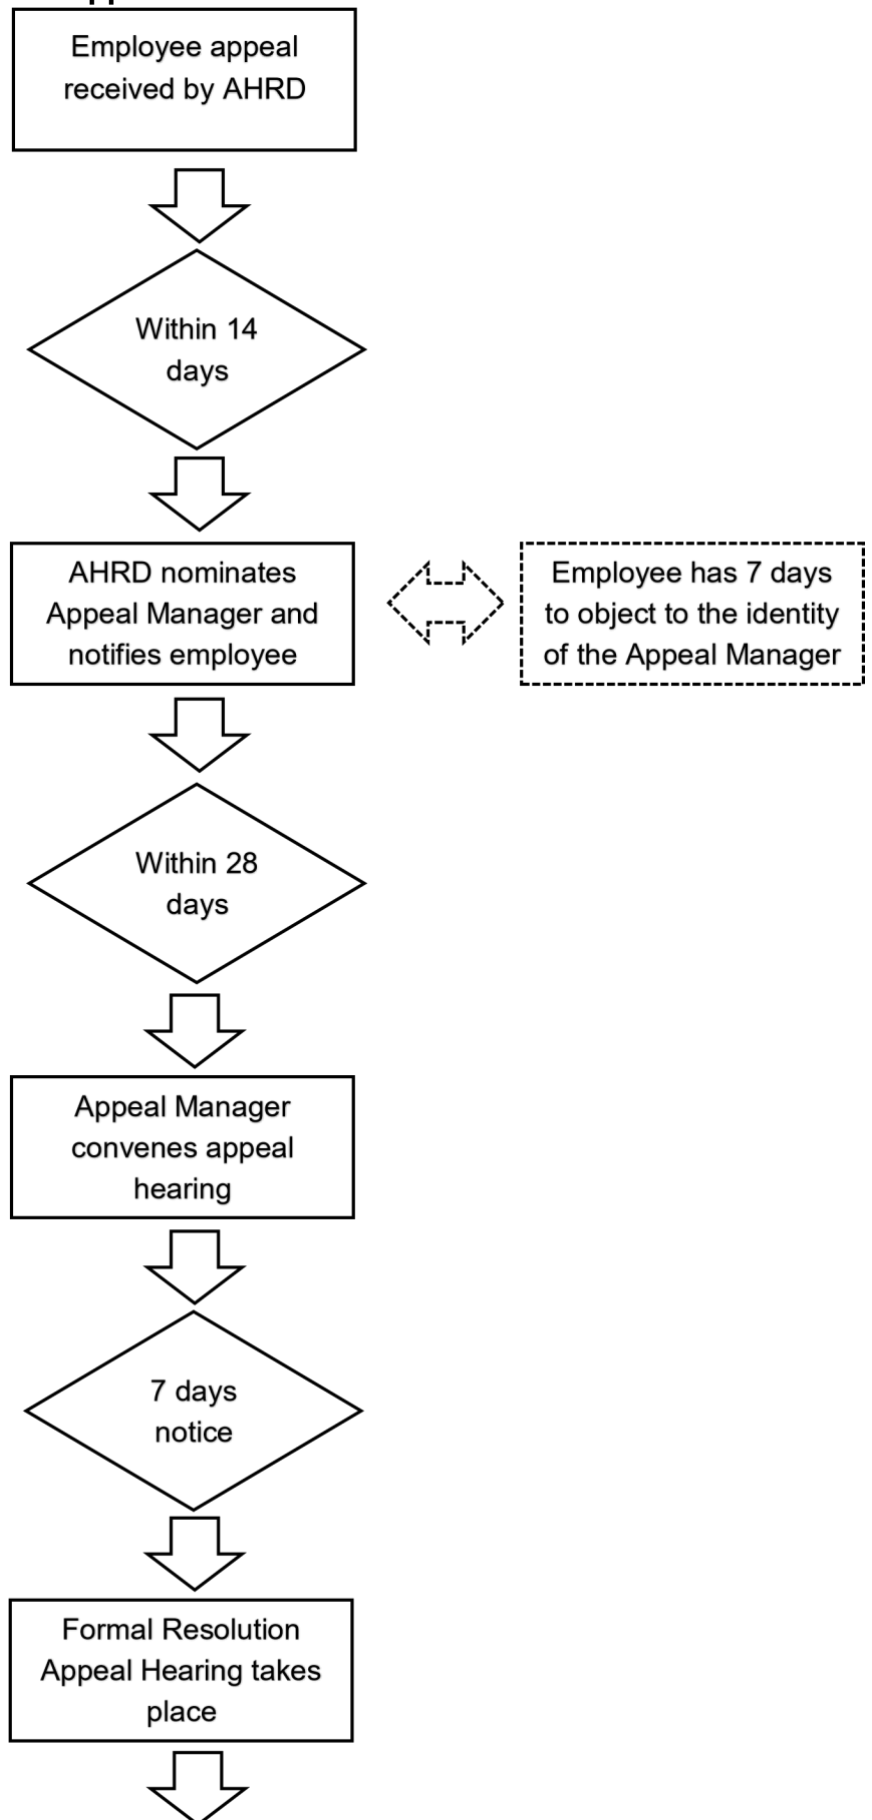 Employee appeal
received by AHRD
Within 14
days
AHRD nominates
Appeal Manager and
notifies employee
Employee has 7 days
to object to the identity
of the Appeal Manager
Within 28
days
Appeal Manager
convenes appeal
hearing
7 days
notice
Formal Resolution
Appeal Hearing takes
place